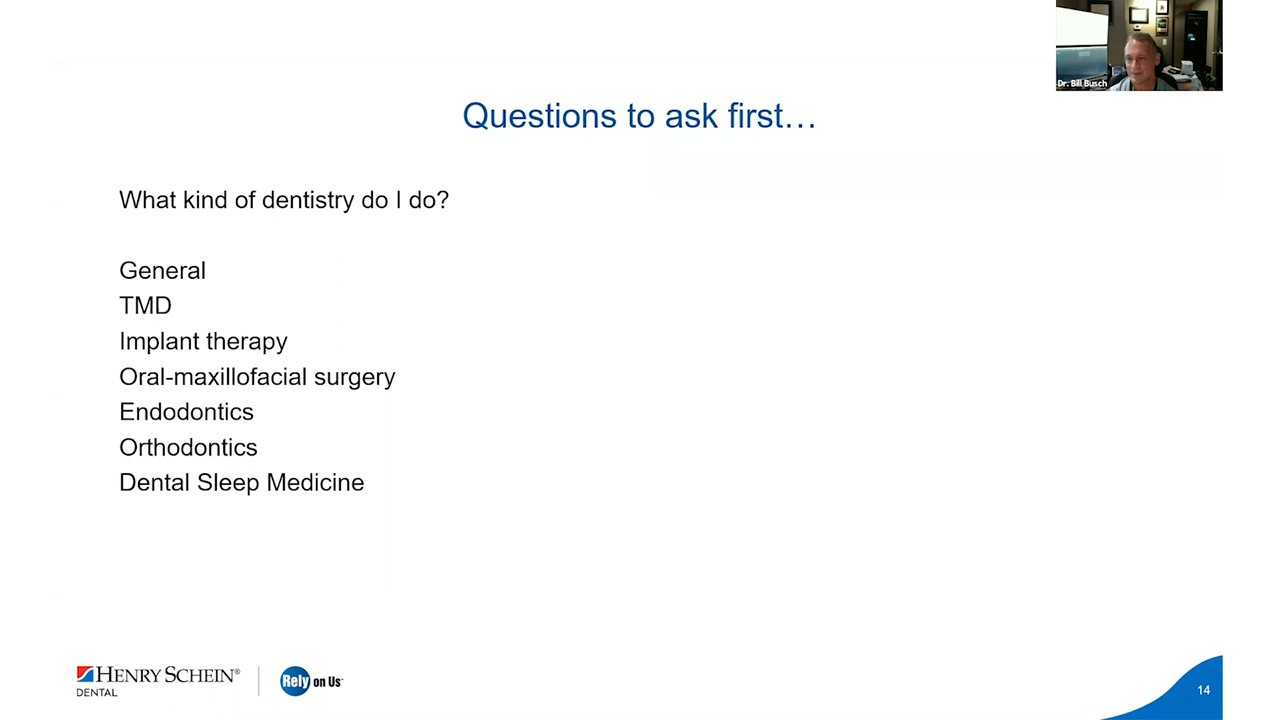 Dr. Bill Busch
Questions to ask first…
What kind of dentistry do I do?
General
TMD
Implant therapy
Oral-maxillofacial surgery
Endodontics
Orthodontics
Dental Sleep Medicine
HENRY SCHEIN®
DENTAL
Rely on Us™
14